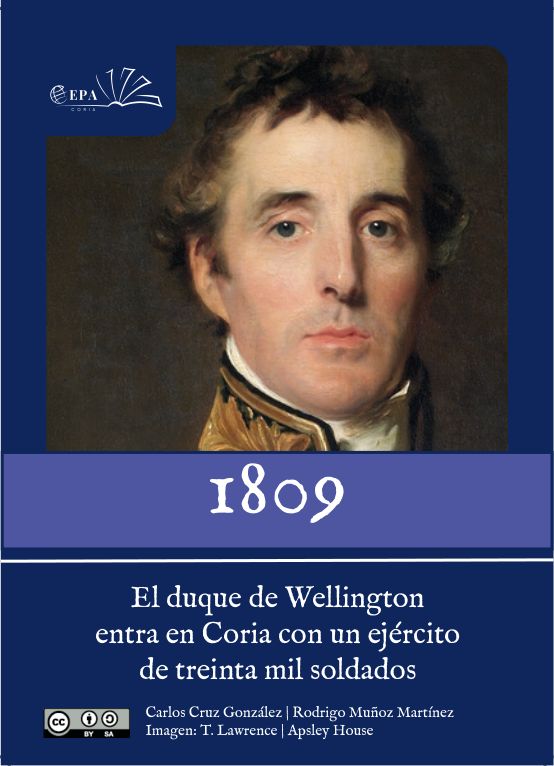 EPA
CORIA
1809
El duque de Wellington
entra en Coria con un ejército
de treinta mil soldados
Carlos Cruz González | Rodrigo Muñoz Martínez
Imagen: T. Lawrence | Apsley House
cc
BY SA